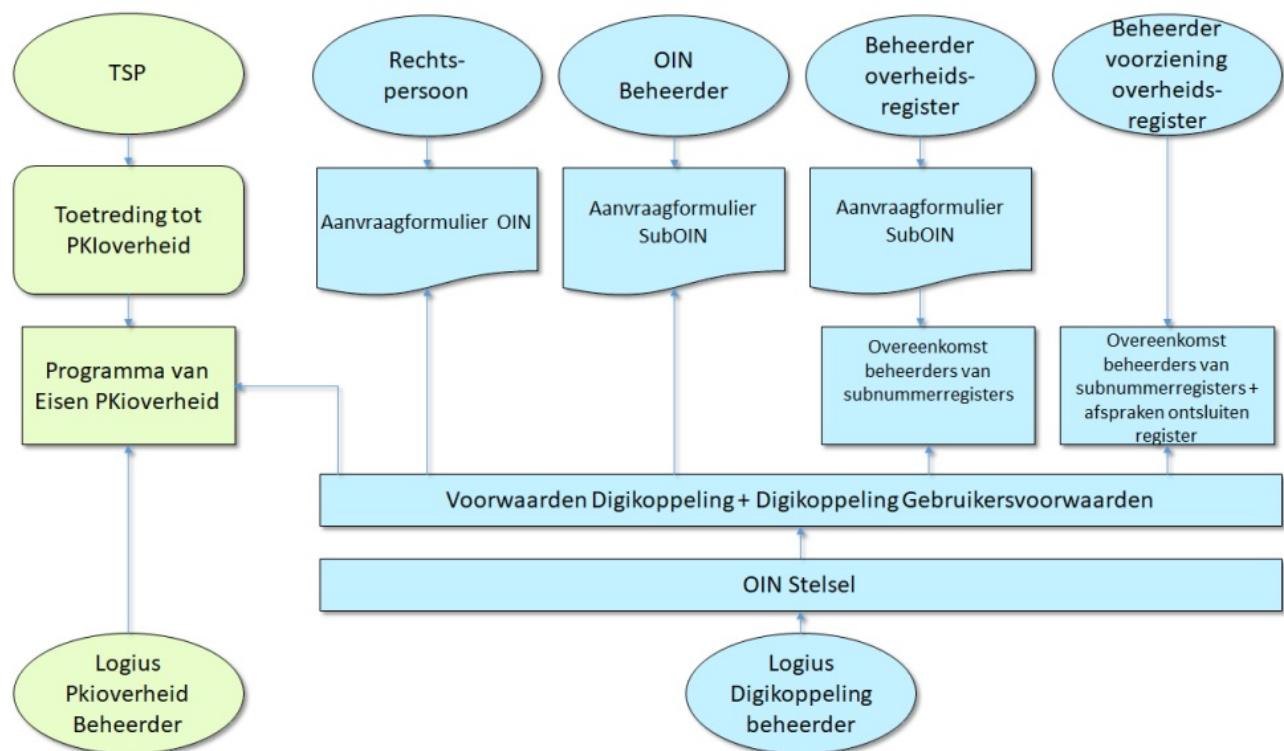 TSP
Rechts-
persoon
OIN
Beheerder
Beheerder
overheids-
register
Beheerder
voorziening
overheids-
register
Toetreding tot
PKIoverheid
Aanvraagformulier OIN
Aanvraagformulier
SubOIN
Aanvraagformulier
SubOIN
Programma van
Eisen PKioverheid
Overeenkomst
beheerders van
subnummerregisters
Overeenkomst
beheerders van
subnummerregisters +
afspraken ontsluiten
register
Voorwaarden Digikoppeling + Digikoppeling Gebruikersvoorwaarden
OIN Stelsel
Logius
Pkioverheid
Beheerder
Logius
Digikoppeling
beheerder